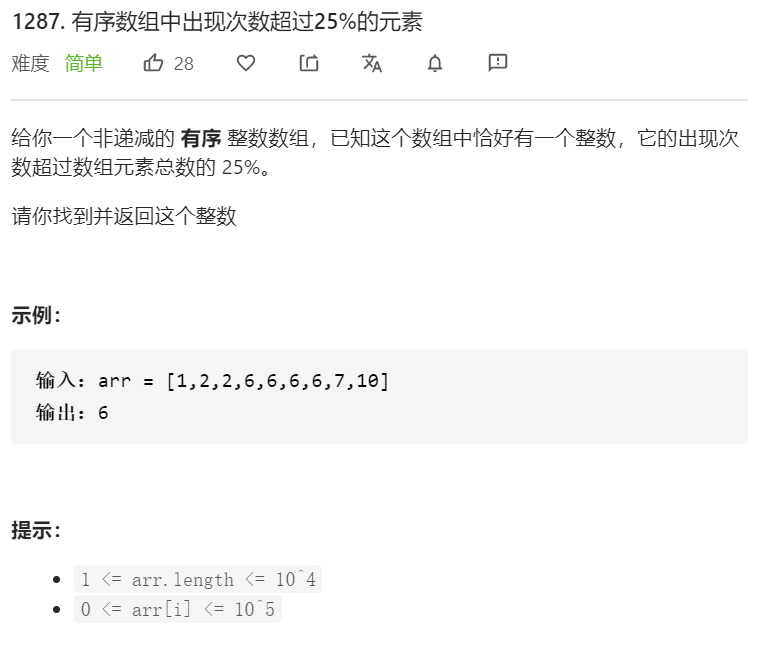 1287. 有序数组中出现次数超过25%的元素
难度 简单 28
给你一个非递减的 有序 整数数组，已知这个数组中恰好有一个整数，它的出现次
数超过数组元素总数的 25%。
请你找到并返回这个整数
示例：
输入：arr = [1,2,2,6,6,6,6,7,10]
输出：6
提示：
1 <= arr.length <= 10^4
0 <= arr[i] <= 10^5